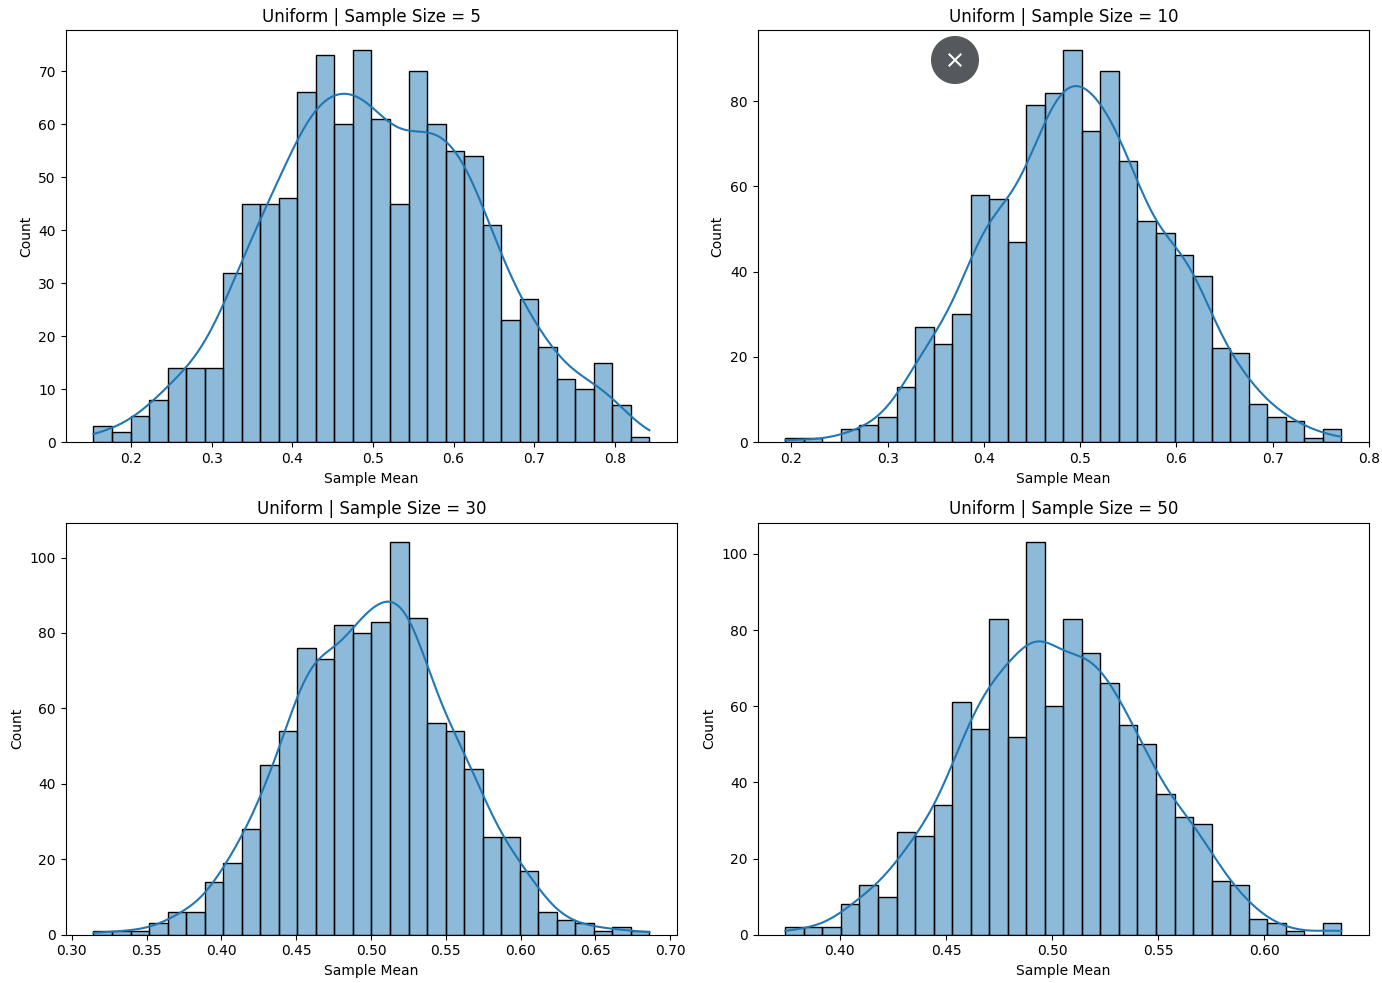 Uniform | Sample Size = 5
Count
70
60
50
40
30
20
10
0
0.2 0.3 0.4 0.5 0.6 0.7 0.8
Sample Mean
Uniform | Sample Size = 10
Count
80
60
40
20
0
0.2 0.3 0.4 0.5 0.6 0.7 0.8
Sample Mean
Uniform | Sample Size = 30
Count
100
80
60
40
20
0
0.30 0.35 0.40 0.45 0.50 0.55 0.60 0.65 0.70
Sample Mean
Uniform | Sample Size = 50
Count
100
80
60
40
20
0
0.40 0.45 0.50 0.55 0.60
Sample Mean